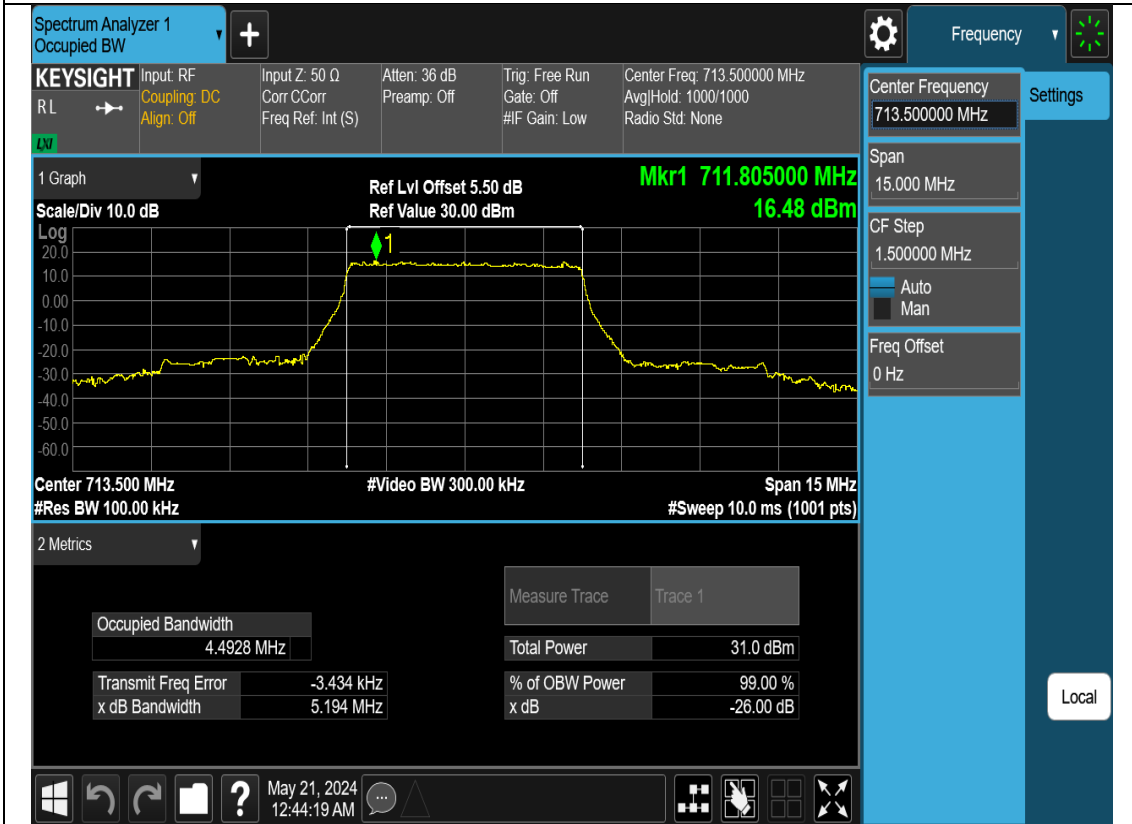 Spectrum Analyzer 1
Occupied BW
+
Frequency
KEYSIGHT
R L
LXI
Input: RF
Coupling: DC
Align: Off
Input Z: 50 Ω
Corr CCorr
Freq Ref: Int (S)
Atten: 36 dB
Preamp: Off
Trig: Free Run
Gate: Off
#IF Gain: Low
Center Freq: 713.500000 MHz
Avg|Hold: 1000/1000
Radio Std: None
Center Frequency
713.500000 MHz
Settings
Span
15.000 MHz
CF Step
1.500000 MHz
Auto
Man
Freq Offset
0 Hz
Local
1 Graph
Scale/Div 10.0 dB
Ref Lvl Offset 5.50 dB
Ref Value 30.00 dBm
Mkr1 711.805000 MHz
16.48 dBm
Log
1
20.0
10.0
0.00
-10.0
-20.0
-30.0
-40.0
-50.0
-60.0
Center 713.500 MHz
#Video BW 300.00 kHz
Span 15 MHz
#Res BW 100.00 kHz
#Sweep 10.0 ms (1001 pts)
2 Metrics
Measure Trace Trace 1
Occupied Bandwidth
4.4928 MHz
Total Power 31.0 dBm
Transmit Freq Error -3.434 kHz
% of OBW Power 99.00 %
x dB Bandwidth 5.194 MHz
x dB -26.00 dB
?
May 21, 2024
12:44:19 AM